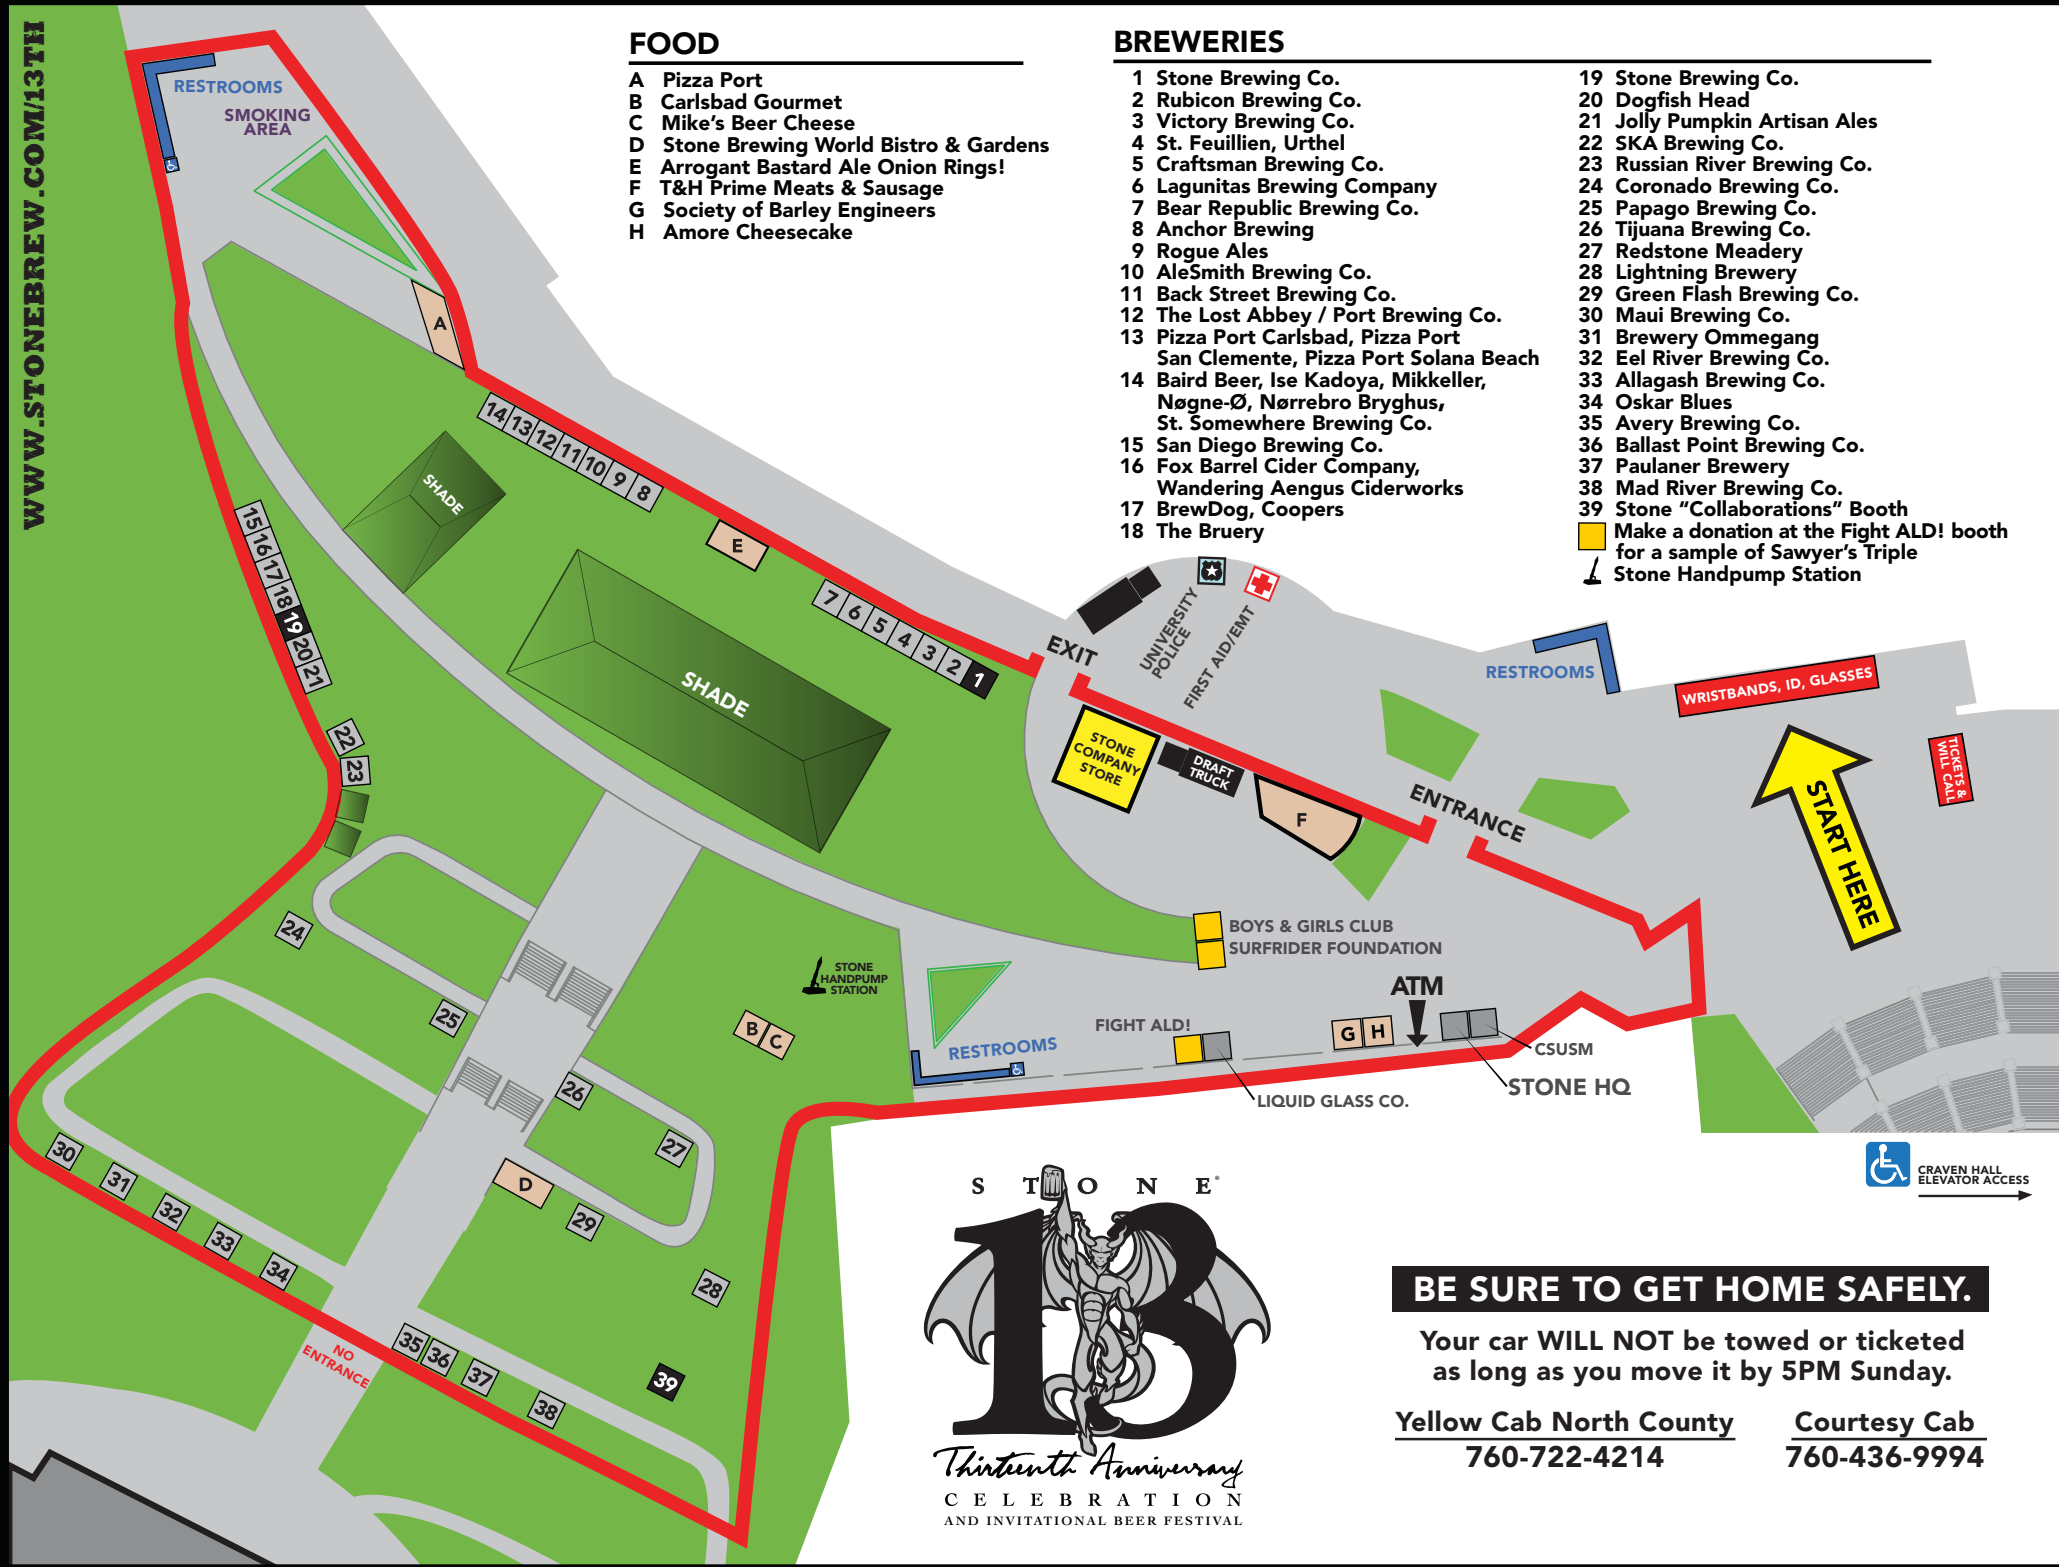 WWW.STONEBREW.COM/13TH
FOOD
A Pizza Port
B Carlsbad Gourmet
C Mike's Beer Cheese
D Stone Brewing World Bistro & Gardens
E Arrogant Bastard Ale Onion Rings!
F T&H Prime Meats & Sausage
G Society of Barley Engineers
H Amore Cheesecake
BREWERIES
1 Stone Brewing Co.
2 Rubicon Brewing Co.
3 Victory Brewing Co.
4 St. Feuillien, Urthel
5 Craftsman Brewing Co.
6 Lagunitas Brewing Company
7 Bear Republic Brewing Co.
8 Anchor Brewing
9 Rogue Ales
10 AleSmith Brewing Co.
11 Back Street Brewing Co.
12 The Lost Abbey / Port Brewing Co.
13 Pizza Port Carlsbad, Pizza Port
San Clemente, Pizza Port Solana Beach
14 Baird Beer, Ise Kadoya, Mikkeller,
Nøgne-Ø, Nørrebro Bryghus,
St. Somewhere Brewing Co.
15 San Diego Brewing Co.
16 Fox Barrel Cider Company,
Wandering Aengus Ciderworks
17 BrewDog, Coopers
18 The Bruery
19 Stone Brewing Co.
20 Dogfish Head
21 Jolly Pumpkin Artisan Ales
22 SKA Brewing Co.
23 Russian River Brewing Co.
24 Coronado Brewing Co.
25 Papago Brewing Co.
26 Tijuana Brewing Co.
27 Redstone Meadery
28 Lightning Brewery
29 Green Flash Brewing Co.
30 Maui Brewing Co.
31 Brewery Ommegang
32 Eel River Brewing Co.
33 Allagash Brewing Co.
34 Oskar Blues
35 Avery Brewing Co.
36 Ballast Point Brewing Co.
37 Paulaner Brewery
38 Mad River Brewing Co.
39 Stone “Collaborations” Booth
Make a donation at the Fight ALD! booth
for a sample of Sawyer's Triple
Stone Handpump Station
RESTROOMS
SMOKING
AREA
A
14 13 12 11 10 9 8
SHADE
E
15 16 17 18 19 20 21
7 6 5 4 3 2 1
SHADE
EXIT
UNIVERSITY
POLICE
FIRST AID/EMT
RESTROOMS
WRISTBANDS, ID, GLASSES
TICKETS &
WILL CALL
START HERE
22
23
STONE
COMPANY
STORE
DRAFT
TRUCK
F
ENTRANCE
24
25
STONE
HANDPUMP
STATION
B C
BOYS & GIRLS CLUB
SURFRIDER FOUNDATION
ATM
FIGHT ALD!
G H
RESTROOMS
CSUSM
STONE HQ
LIQUID GLASS CO.
26
27
D
29
28
30
31
32
33
34
NO
ENTRANCE
35 36
37
38
39
CRAVEN HALL
ELEVATOR ACCESS
STONE®
13
Thirteenth Anniversary
CELEBRATION
AND INVITATIONAL BEER FESTIVAL
BE SURE TO GET HOME SAFELY.
Your car WILL NOT be towed or ticketed
as long as you move it by 5PM Sunday.
Yellow Cab North County
760-722-4214
Courtesy Cab
760-436-9994